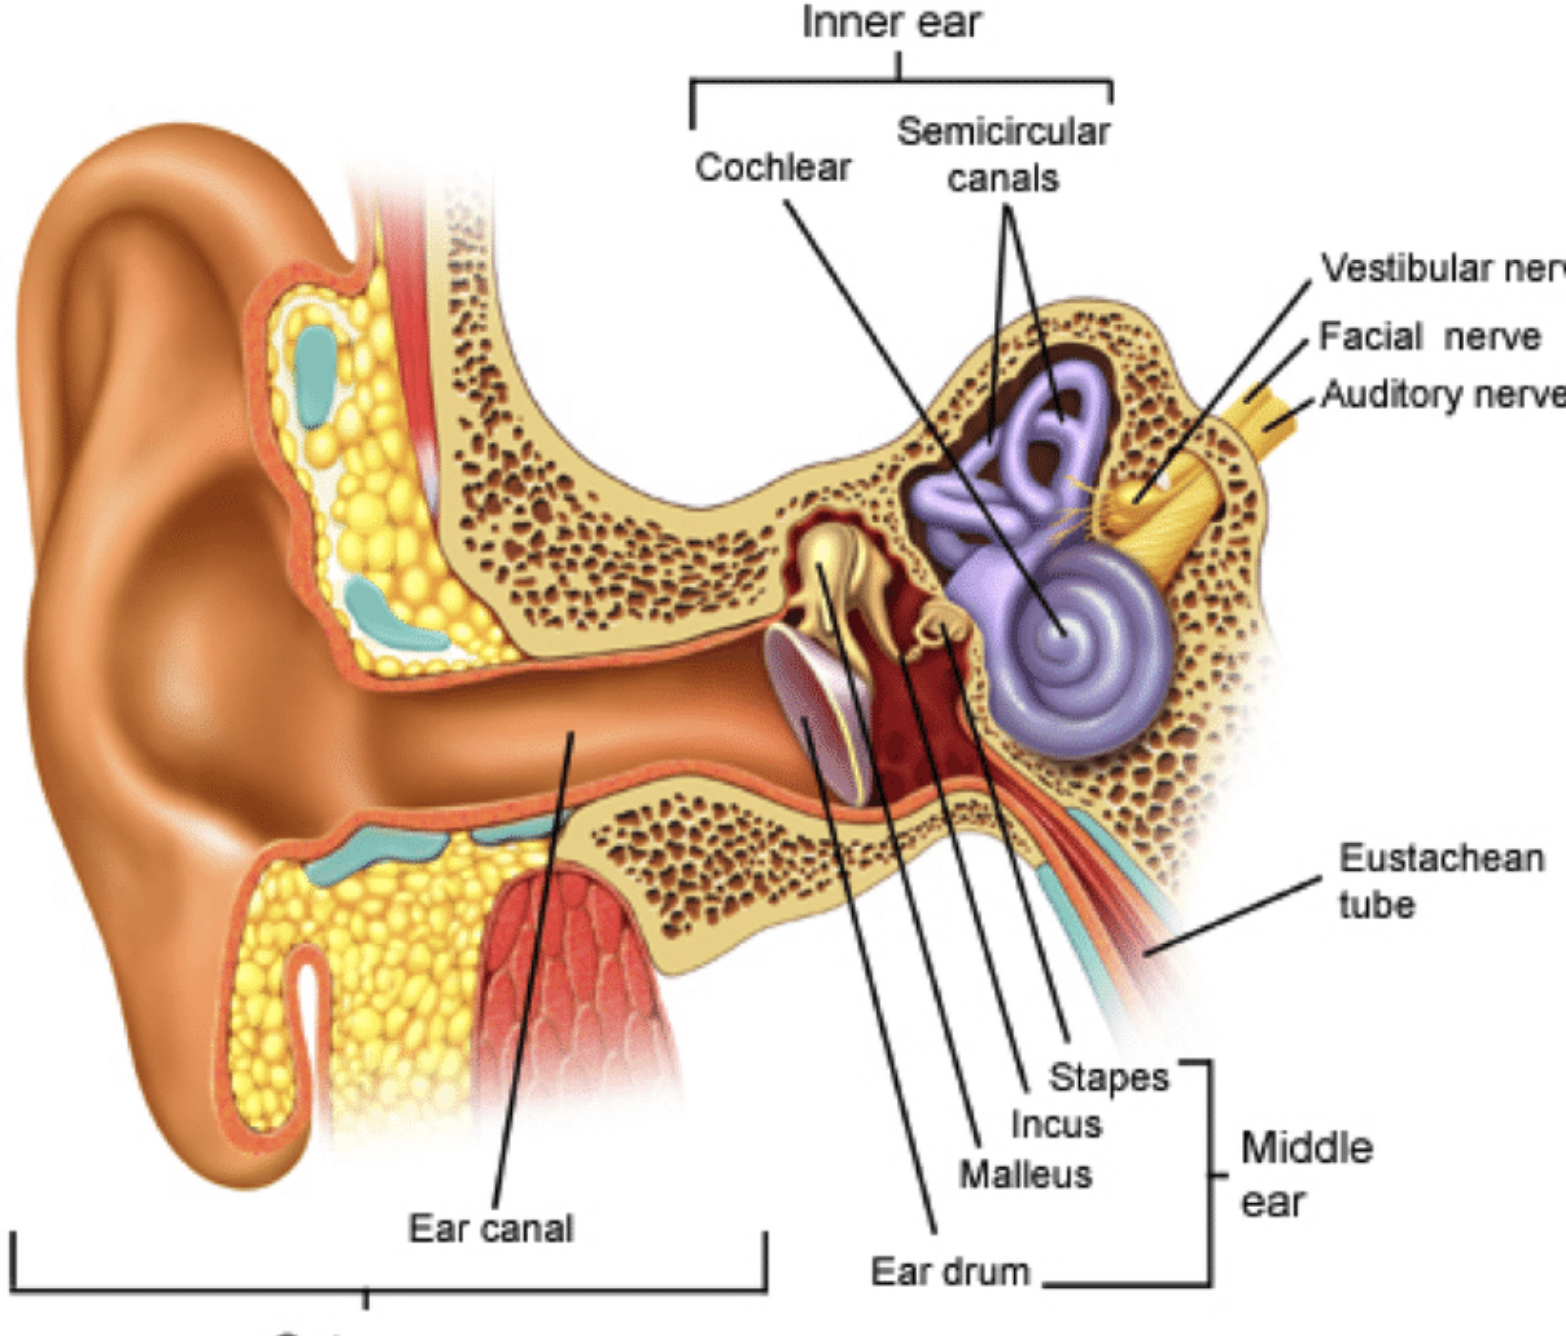 Inner ear
Semicircular
canals
Cochlear
Vestibular ner
Facial nerve
Auditory nerve
Eustachean
tube
Stapes
Incus
Malleus
Middle
ear
Ear canal
Ear drum